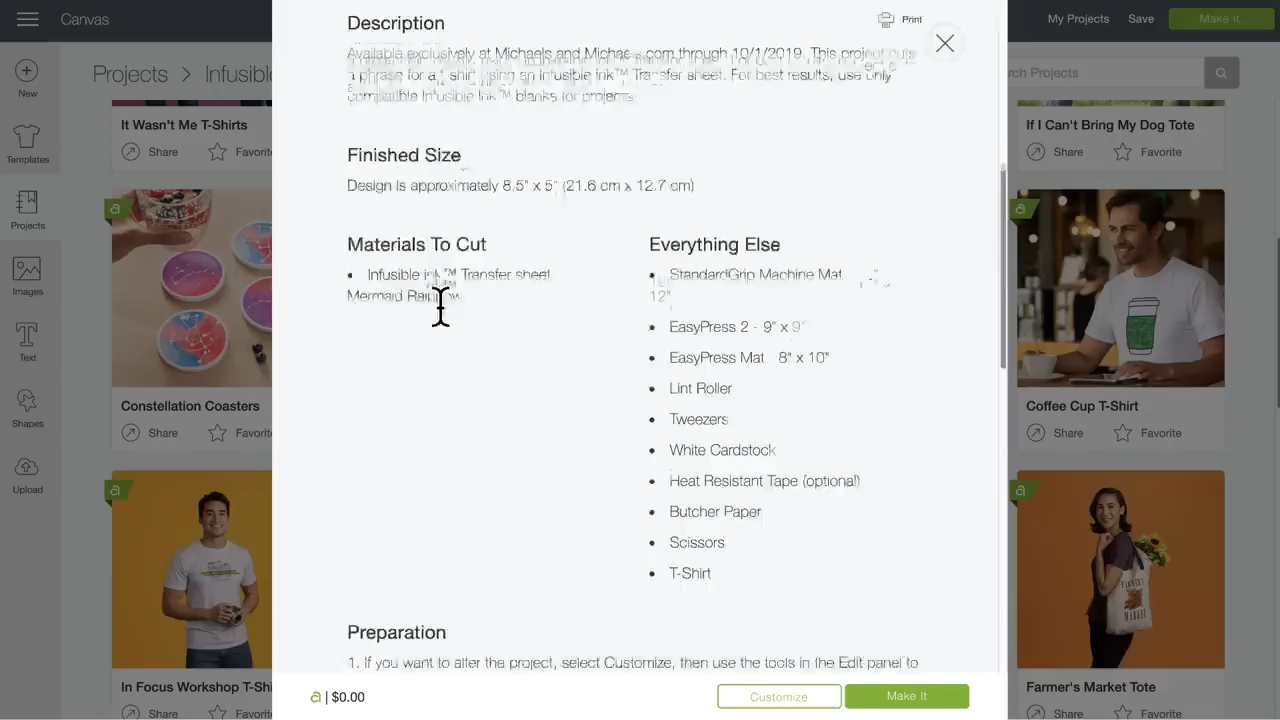 Canvas
My Projects
Save
Make It
Description
Print
Available exclusively at Michaels and Michaels.com through 10/1/2019. This project cuts
a phrase for a t-shirt using an Infusible Ink™ Transfer sheet. For best results, use only
compatible Infusible Ink™ blanks for projects.
New
Projects > Infusible
rch Projects
It Wasn't Me T-Shirts
Share
Favorit
If I Can't Bring My Dog Tote
Share
Favorite
Templates
Finished Size
Design is approximately 8.5" x 5" (21.6 cm x 12.7 cm)
Projects
Materials To Cut
• Infusible Ink™ Transfer sheet
Mermaid Rainbow
Everything Else
• StandardGrip Machine Mat
12"
• EasyPress 2 - 9" x 9"
• EasyPress Mat 8" x 10"
• Lint Roller
• Tweezers
• White Cardstock
• Heat Resistant Tape (optional)
• Butcher Paper
• Scissors
• T-Shirt
Images
Text
Shapes
Upload
Constellation Coasters
Share
Favorit
Coffee Cup T-Shirt
Share
Favorite
Preparation
1. If you want to alter the project, select Customize, then use the tools in the Edit panel to
In Focus Workshop T-Shi
Share
Favorit
a | $0.00
Customize
Make It
FARMER'S
MARKET
Farmer's Market Tote
Share
Favorite